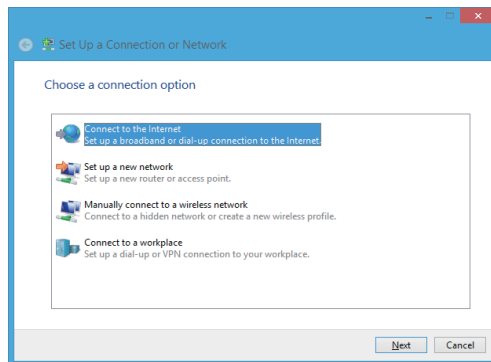 Set Up a Connection or Network
Choose a connection option
Connect to the Internet
Set up a broadband or dial-up connection to the Internet.
Set up a new network
Set up a new router or access point.
Manually connect to a wireless network
Connect to a hidden network or create a new wireless profile.
Connect to a workplace
Set up a dial-up or VPN connection to your workplace.
Next Cancel